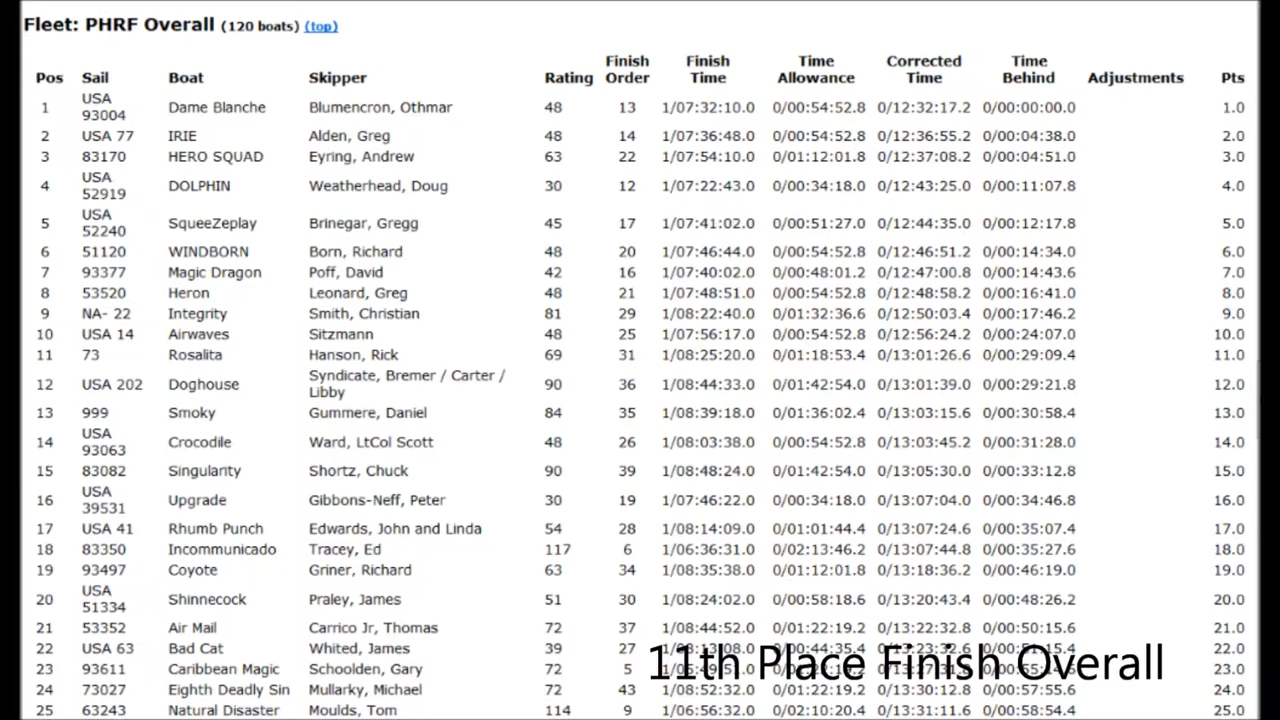 Fleet: PHRF Overall (120 boats) (top)
Pos Sail Boat Skipper Rating Finish Order Finish Time Time Allowance Corrected Time Time Behind Adjustments Pts
1 USA 93004 Dame Blanche Blumencron, Othmar 48 13 1/07:32:10.0 0/00:54:52.8 0/12:32:17.2 0/00:00:00.0 1.0
2 USA 77 IRIE Alden, Greg 48 14 1/07:36:48.0 0/00:54:52.8 0/12:36:55.2 0/00:04:38.0 2.0
3 83170 HERO SQUAD Eyring, Andrew 63 22 1/07:54:10.0 0/01:12:01.8 0/12:37:08.2 0/00:04:51.0 3.0
4 USA 52919 DOLPHIN Weatherhead, Doug 30 12 1/07:22:43.0 0/00:34:18.0 0/12:43:25.0 0/00:11:07.8 4.0
5 USA 52240 SqueeZeplay Brinegar, Gregg 45 17 1/07:41:02.0 0/00:51:27.0 0/12:44:35.0 0/00:12:17.8 5.0
6 51120 WINDBORN Born, Richard 48 20 1/07:46:44.0 0/00:54:52.8 0/12:46:51.2 0/00:14:34.0 6.0
7 93377 Magic Dragon Poff, David 42 16 1/07:40:02.0 0/00:48:01.2 0/12:47:00.8 0/00:14:43.6 7.0
8 53520 Heron Leonard, Greg 48 21 1/07:48:51.0 0/00:54:52.8 0/12:48:58.2 0/00:16:41.0 8.0
9 NA- 22 Integrity Smith, Christian 81 29 1/08:22:40.0 0/01:32:36.6 0/12:50:03.4 0/00:17:46.2 9.0
10 USA 14 Airwaves Sitzmann 48 25 1/07:56:17.0 0/00:54:52.8 0/12:56:24.2 0/00:24:07.0 10.0
11 73 Rosalita Hanson, Rick 69 31 1/08:25:20.0 0/01:18:53.4 0/13:01:26.6 0/00:29:09.4 11.0
12 USA 202 Doghouse Syndicate, Bremer / Carter / Libby 90 36 1/08:44:33.0 0/01:42:54.0 0/13:01:39.0 0/00:29:21.8 12.0
13 999 Smoky Gummere, Daniel 84 35 1/08:39:18.0 0/01:36:02.4 0/13:03:15.6 0/00:30:58.4 13.0
14 USA 93063 Crocodile Ward, LtCol Scott 48 26 1/08:03:38.0 0/00:54:52.8 0/13:03:45.2 0/00:31:28.0 14.0
15 83082 Singularity Shortz, Chuck 90 39 1/08:48:24.0 0/01:42:54.0 0/13:05:30.0 0/00:33:12.8 15.0
16 USA 39531 Upgrade Gibbons-Neff, Peter 30 19 1/07:46:22.0 0/00:34:18.0 0/13:07:04.0 0/00:34:46.8 16.0
17 USA 41 Rhumb Punch Edwards, John and Linda 54 28 1/08:14:09.0 0/01:01:44.4 0/13:07:24.6 0/00:35:07.4 17.0
18 83350 Incommunicado Tracey, Ed 117 6 1/06:36:31.0 0/02:13:46.2 0/13:07:44.8 0/00:35:27.6 18.0
19 93497 Coyote Griner, Richard 63 34 1/08:35:38.0 0/01:12:01.8 0/13:18:36.2 0/00:46:19.0 19.0
20 USA 51334 Shinnecock Praley, James 51 30 1/08:24:02.0 0/00:58:18.6 0/13:20:43.4 0/00:48:26.2 20.0
21 53352 Air Mail Carrico Jr, Thomas 72 37 1/08:44:52.0 0/01:22:19.2 0/13:22:32.8 0/00:50:15.6 21.0
22 USA 63 Bad Cat Whited, James 39 27 22.0
23 93611 Caribbean Magic Schoolden, Gary 72 5 23.0
11th Place Finish Overall
24 73027 Eighth Deadly Sin Mullarky, Michael 72 43 1/08:52:32.0 0/01:22:19.2 0/13:30:12.8 0/00:57:55.6 24.0
25 63243 Natural Disaster Moulds, Tom 114 9 1/06:56:32.0 0/02:10:20.4 0/13:31:11.6 0/00:58:54.4 25.0